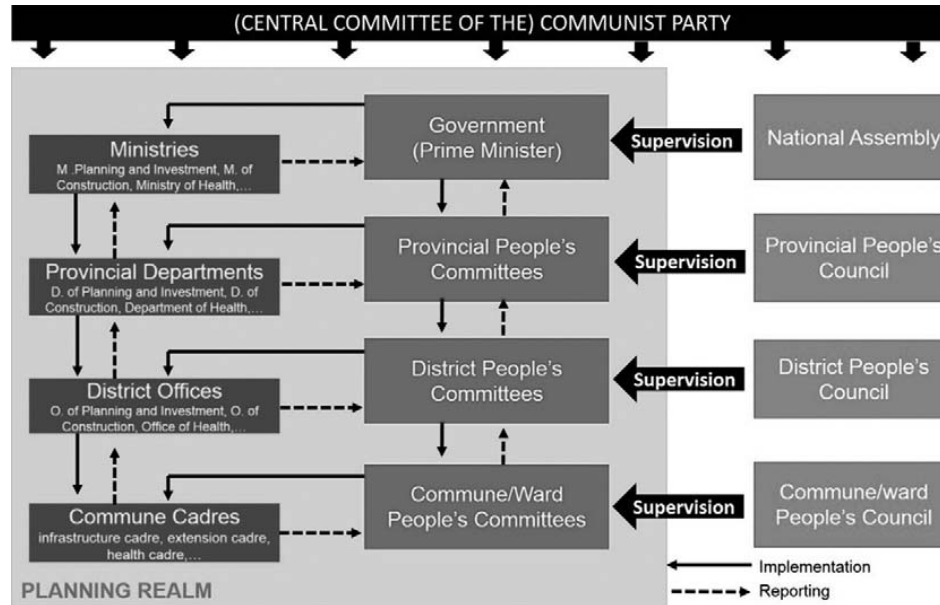 (CENTRAL COMMITTEE OF THE) COMMUNIST PARTY
Government
(Prime Minister)
Supervision
National Assembly
Ministries
M .Planning and Investment, M. of
Construction, Ministry of Health,...
Provincial People's
Committees
Supervision
Provincial People's
Council
Provincial Departments
D. of Planning and Investment, D. of
Construction, Department of Health,...
District People's
Committees
Supervision
District People's
Council
District Offices
O. of Planning and Investment, O. of
Construction, Office of Health,...
Commune/Ward
People's Committees
Supervision
Commune/ward
People's Council
Commune Cadres
infrastructure cadre, extension cadre,
health cadre,...
Implementation
Reporting
PLANNING REALM